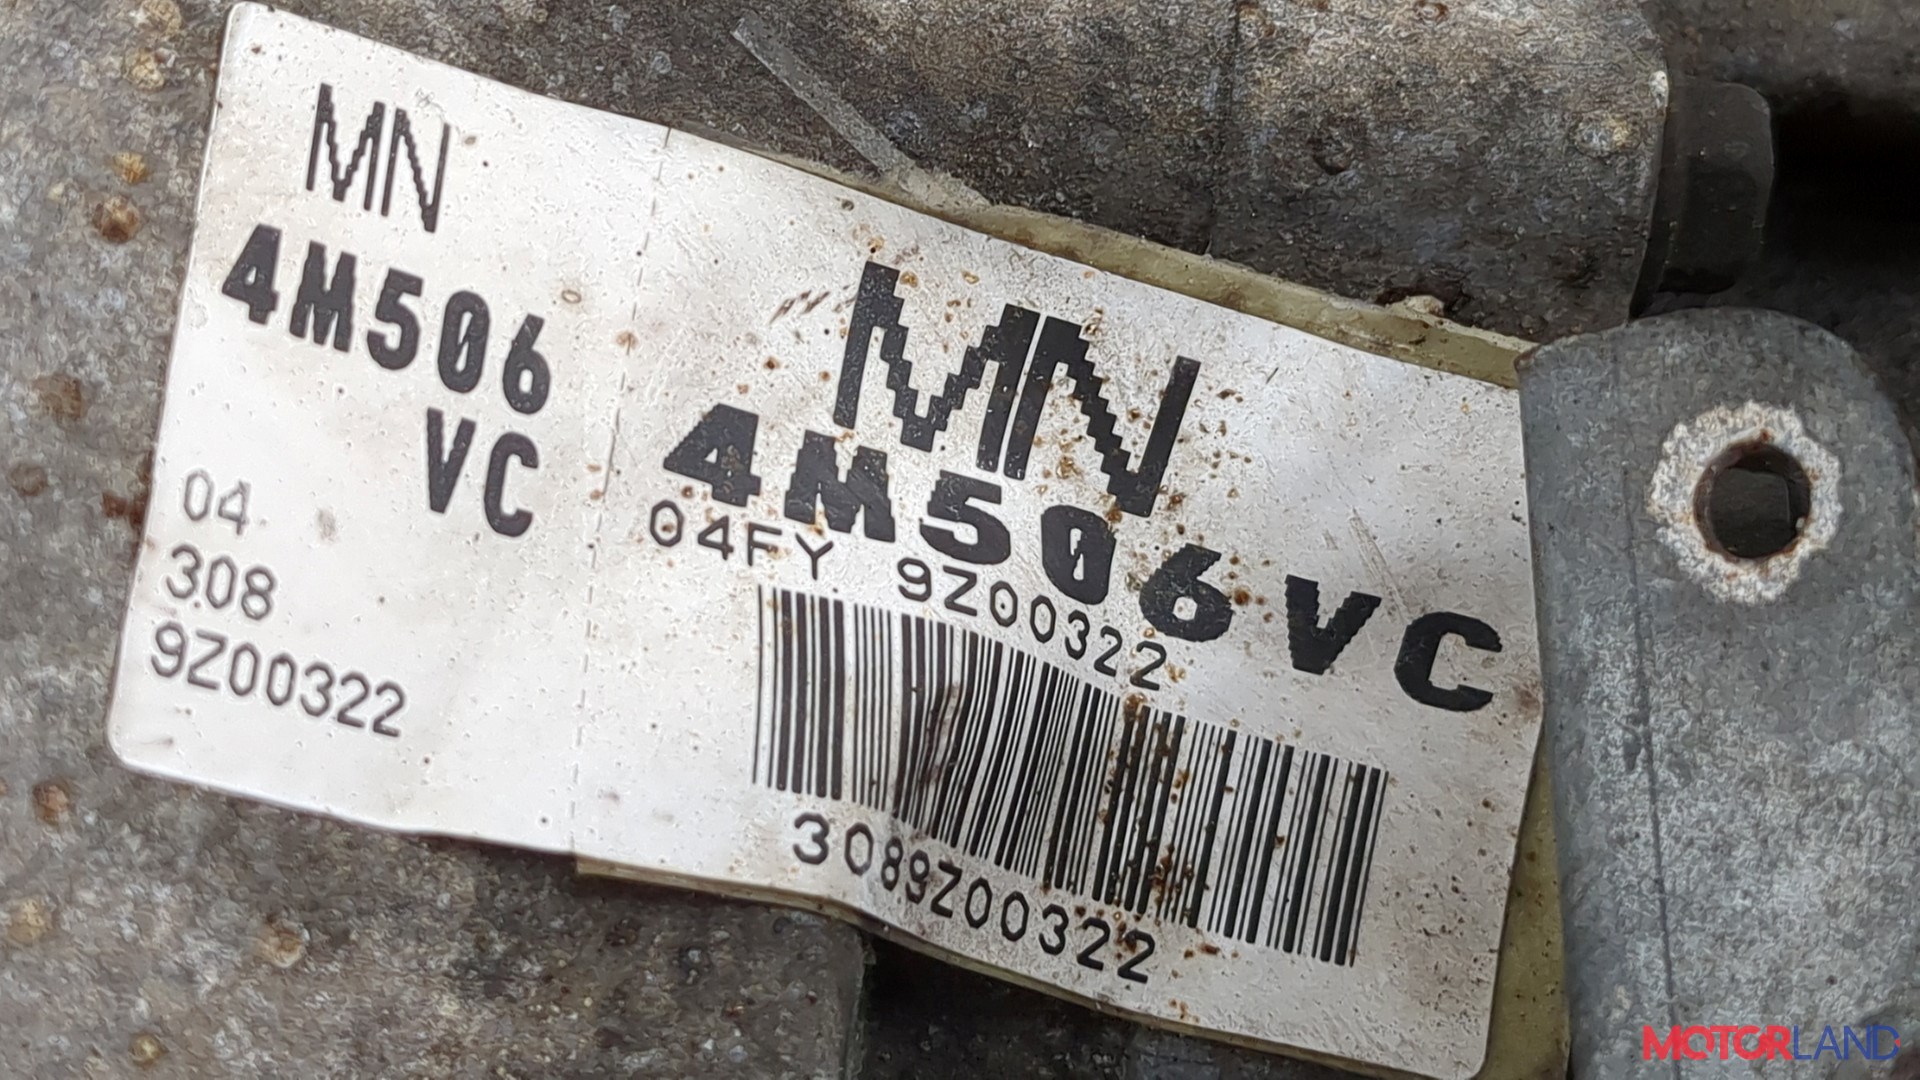 MN
4M506
VC
04
308
9Z00322
MN
4M506VC
04FY 9Z00322
3089Z00322
MOTORLAND